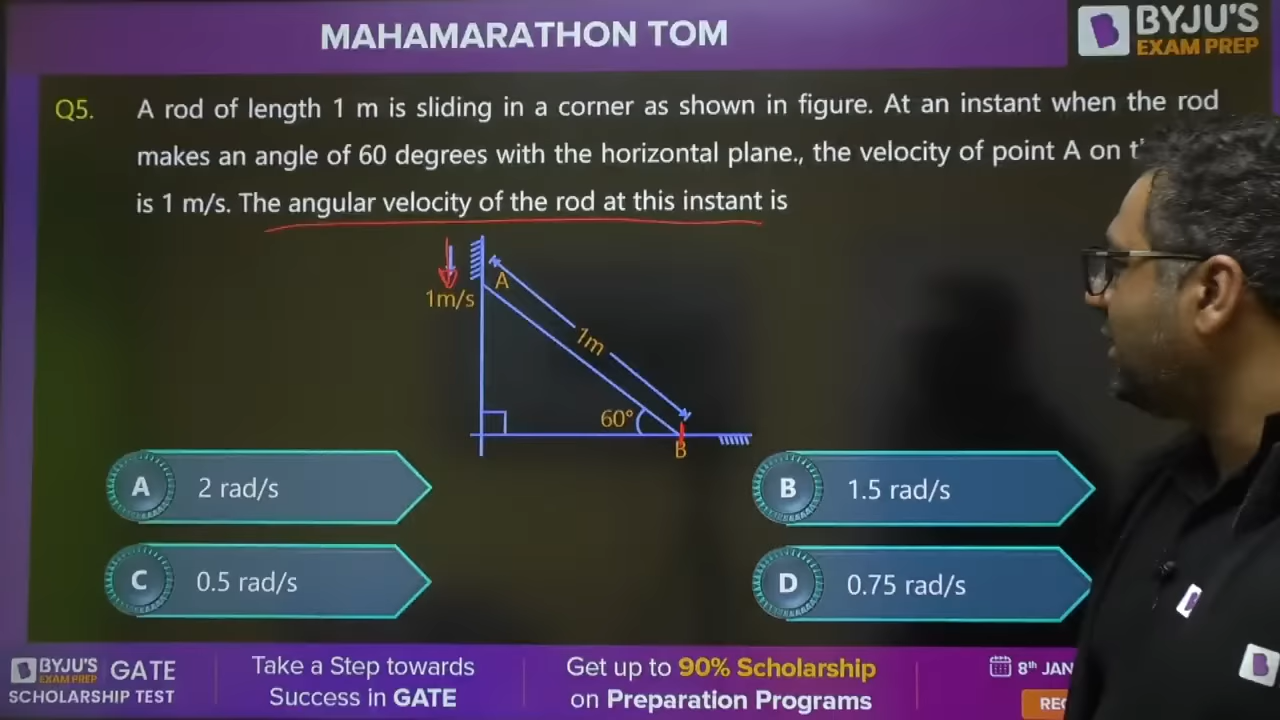 MAHAMARATHON TOM
BYJU'S
EXAM PREP
Q5. A rod of length 1 m is sliding in a corner as shown in figure. At an instant when the rod
makes an angle of 60 degrees with the horizontal plane., the velocity of point A on
is 1 m/s. The angular velocity of the rod at this instant is
1m/s
A
1m
60°
B
A 2 rad/s
B 1.5 rad/s
C 0.5 rad/s
D 0.75 rad/s
BYJU'S
EXAM PREP
GATE
SCHOLARSHIP TEST
Take a Step towards
Success in GATE
Get up to 90% Scholarship
on Preparation Programs
8th JAN